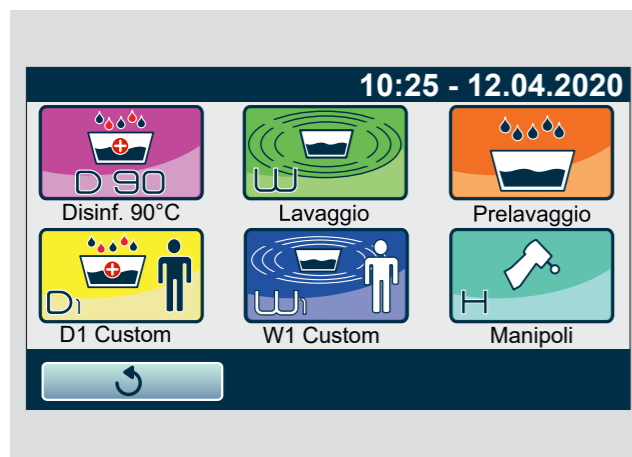 10:25 - 12.04.2020
D 90
W
Disinf. 90°C
Lavaggio
Prelavaggio
D1
W1
H
D1 Custom
W1 Custom
Manipoli